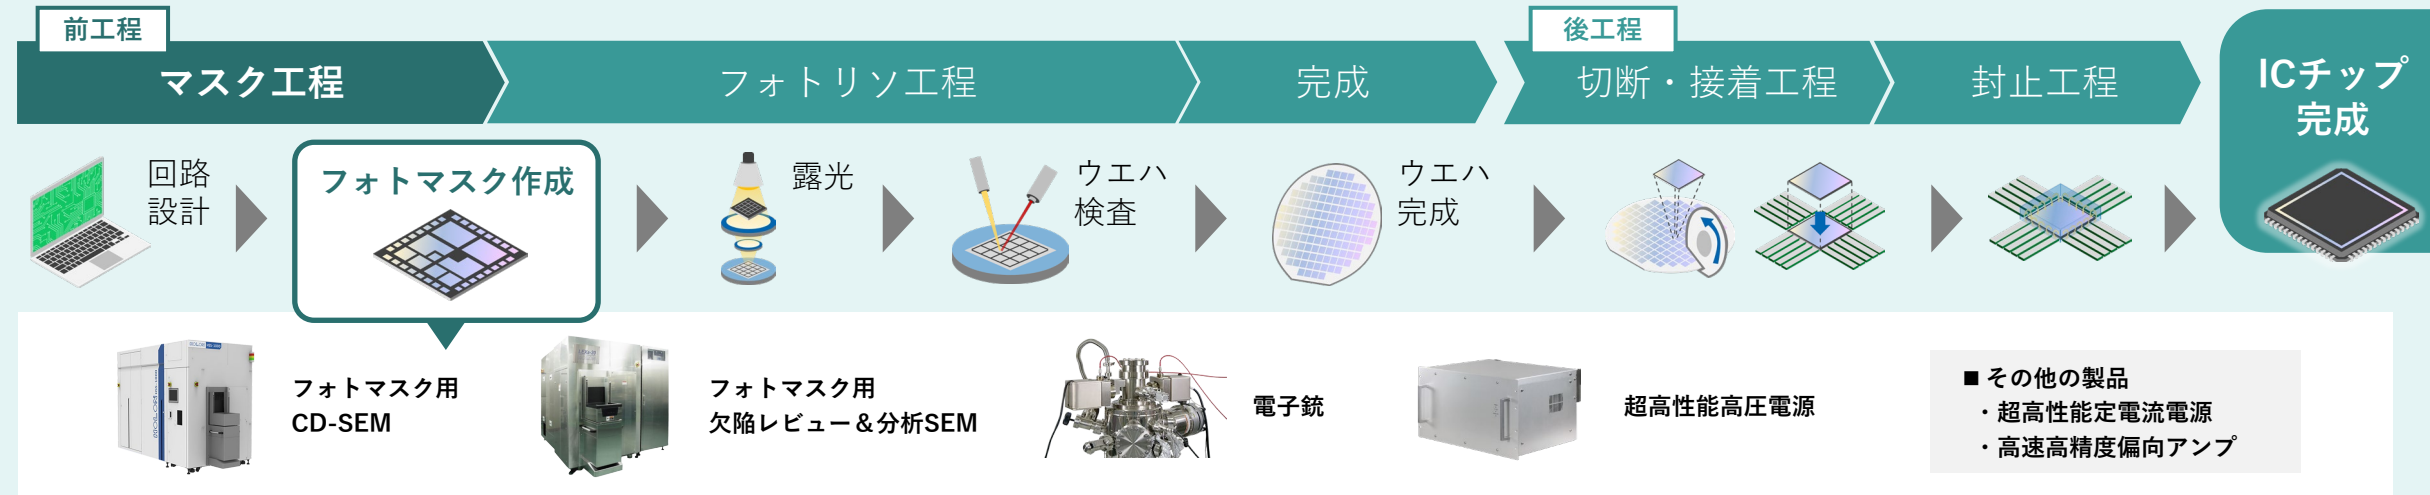 前工程
マスク工程
フォトリソ工程
完成
後工程
切断・接着工程
封止工程
ICチップ
完成
回路
設計
フォトマスク作成
露光
ウエハ
検査
ウエハ
完成
フォトマスク用
CD-SEM
フォトマスク用
欠陥レビュー＆分析SEM
電子銃
超高性能高圧電源
■ その他の製品
・超高性能定電流電源
・高速高精度偏向アンプ